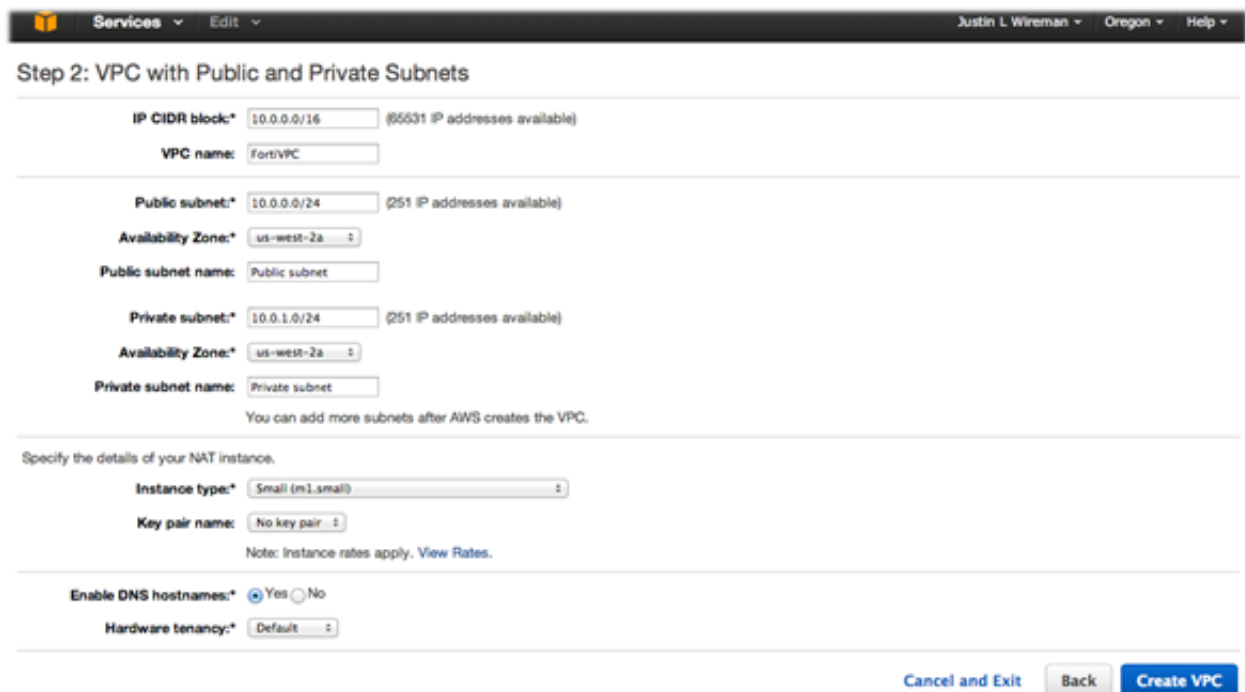 Services Edit Justin L Wireman Oregon Help
Step 2: VPC with Public and Private Subnets
IP CIDR block:* 10.0.0.0/16 (65531 IP addresses available)
VPC name: FortiVPC
Public subnet:* 10.0.0.0/24 (251 IP addresses available)
Availability Zone:* us-west-2a
Public subnet name: Public subnet
Private subnet:* 10.0.1.0/24 (251 IP addresses available)
Availability Zone:* us-west-2a
Private subnet name: Private subnet
You can add more subnets after AWS creates the VPC.
Specify the details of your NAT instance.
Instance type:* Small (m1.small)
Key pair name: No key pair
Note: Instance rates apply. View Rates.
Enable DNS hostnames:* Yes No
Hardware tenancy:* Default
Cancel and Exit Back Create VPC